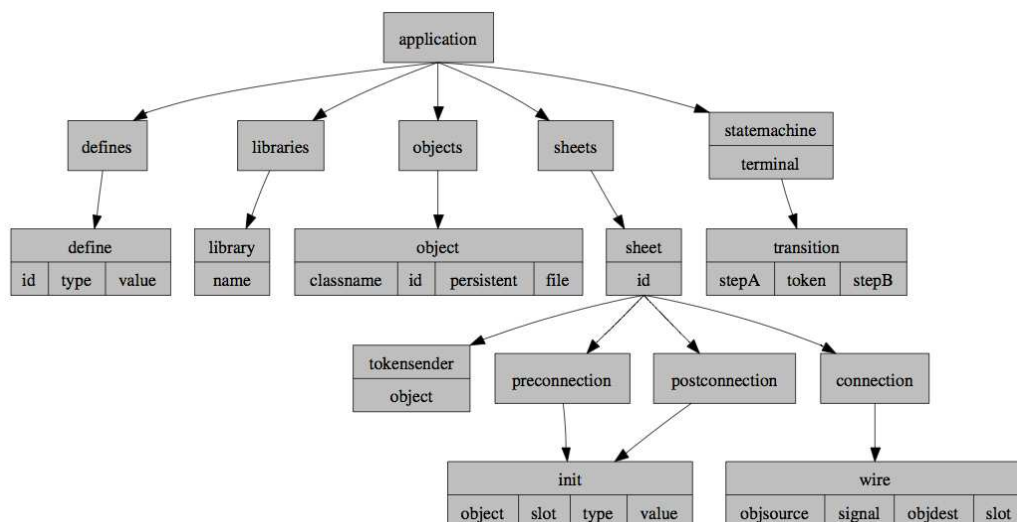 application
defines
libraries
objects
sheets
statemachine
terminal
define
id type value
library
name
object
classname id persistent file
sheet
id
transition
stepA token stepB
tokensender
object
preconnection
postconnection
connection
init
object slot type value
wire
objsource signal objdest slot